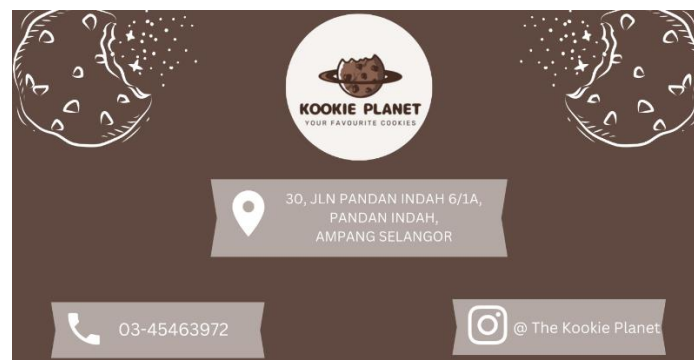 KOOKIE PLANET
YOUR FAVOURITE COOKIES
30, JLN PANDAN INDAH 6/1A,
PANDAN INDAH,
AMPANG SELANGOR
03-45463972
@ The Kookie Planet